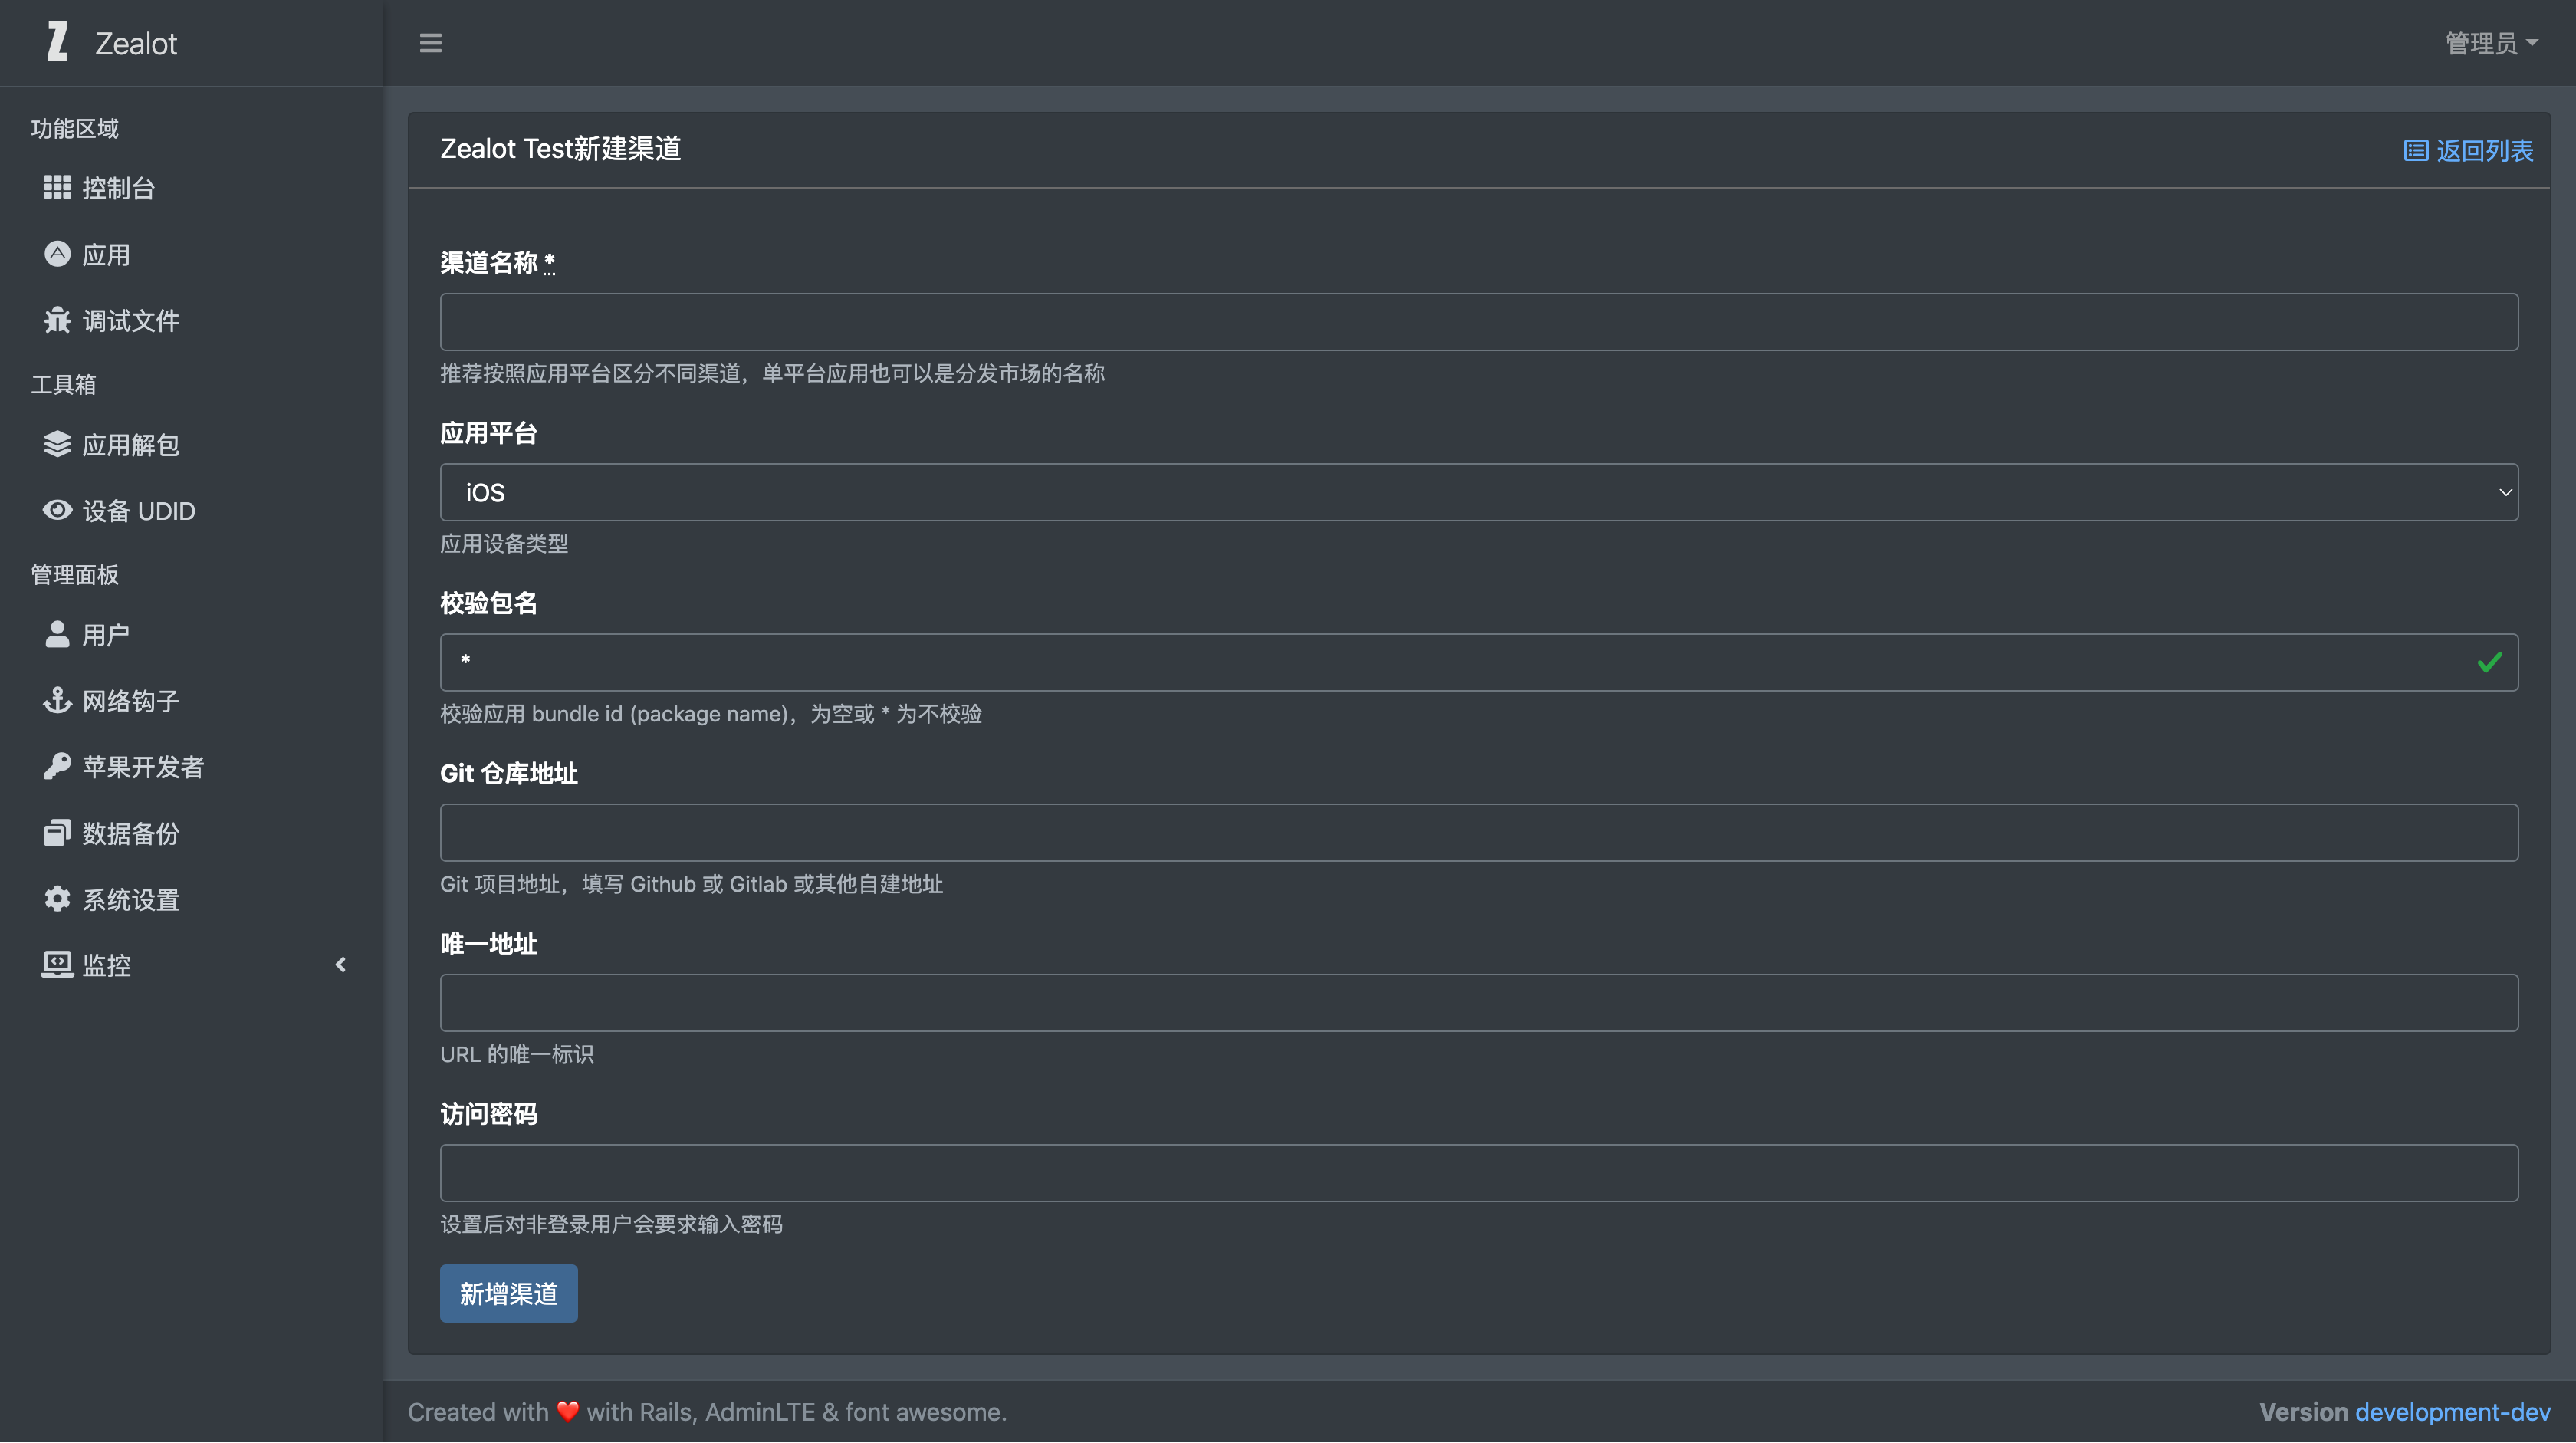 Zealot
管理员
功能区域
控制台
应用
调试文件
工具箱
应用解包
设备 UDID
管理面板
用户
网络钩子
苹果开发者
数据备份
系统设置
监控
Zealot Test新建渠道
返回列表
渠道名称 *
推荐按照应用平台区分不同渠道，单平台应用也可以是分发市场的名称
应用平台
iOS
应用设备类型
校验包名
*
校验应用 bundle id (package name)，为空或 * 为不校验
Git 仓库地址
Git 项目地址，填写 Github 或 Gitlab 或其他自建地址
唯一地址
URL 的唯一标识
访问密码
设置后对非登录用户会要求输入密码
新增渠道
Created with ❤️ with Rails, AdminLTE & font awesome.
Version development-dev